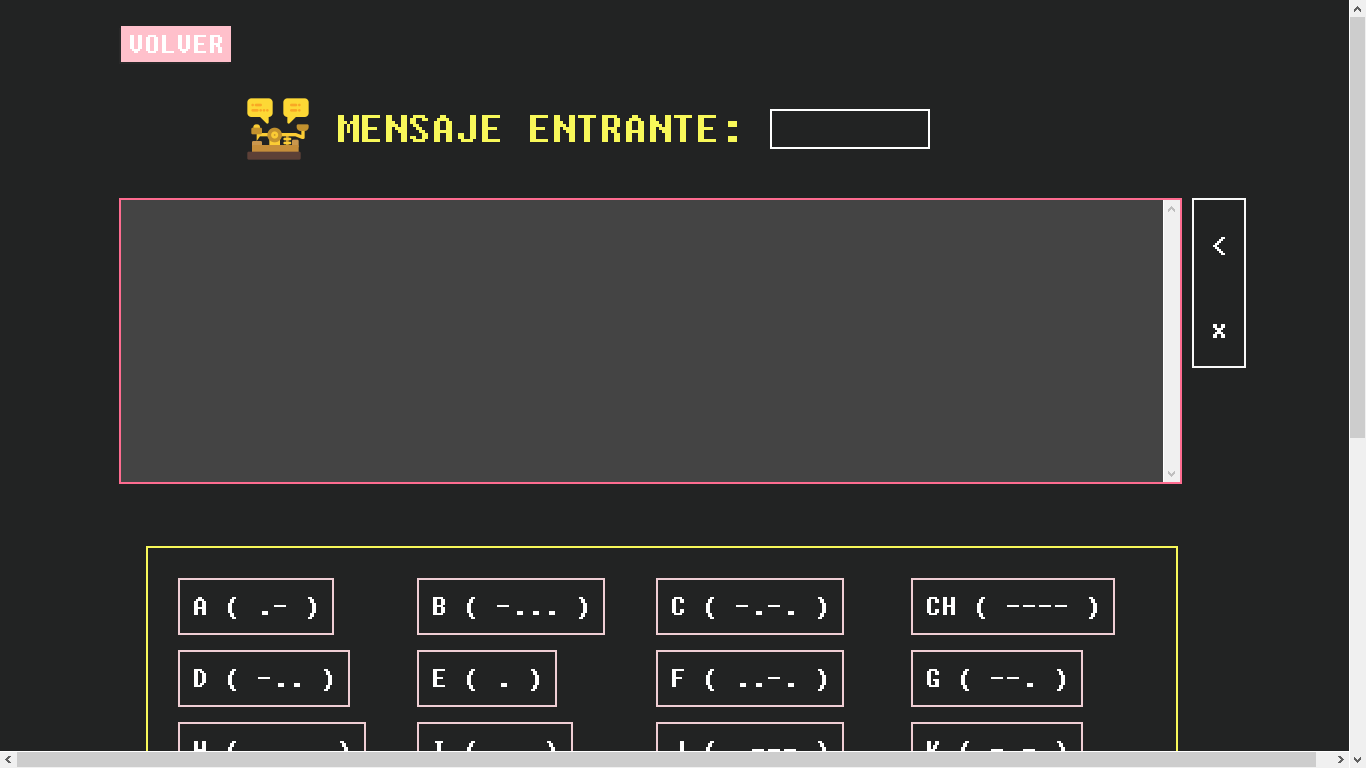 VOLVER
MENSAJE ENTRANTE:
<
x
A ( .- ) B ( -... ) C ( -.-. ) CH ( ---- )
D ( -.. ) E ( . ) F ( ..-. ) G ( --. )